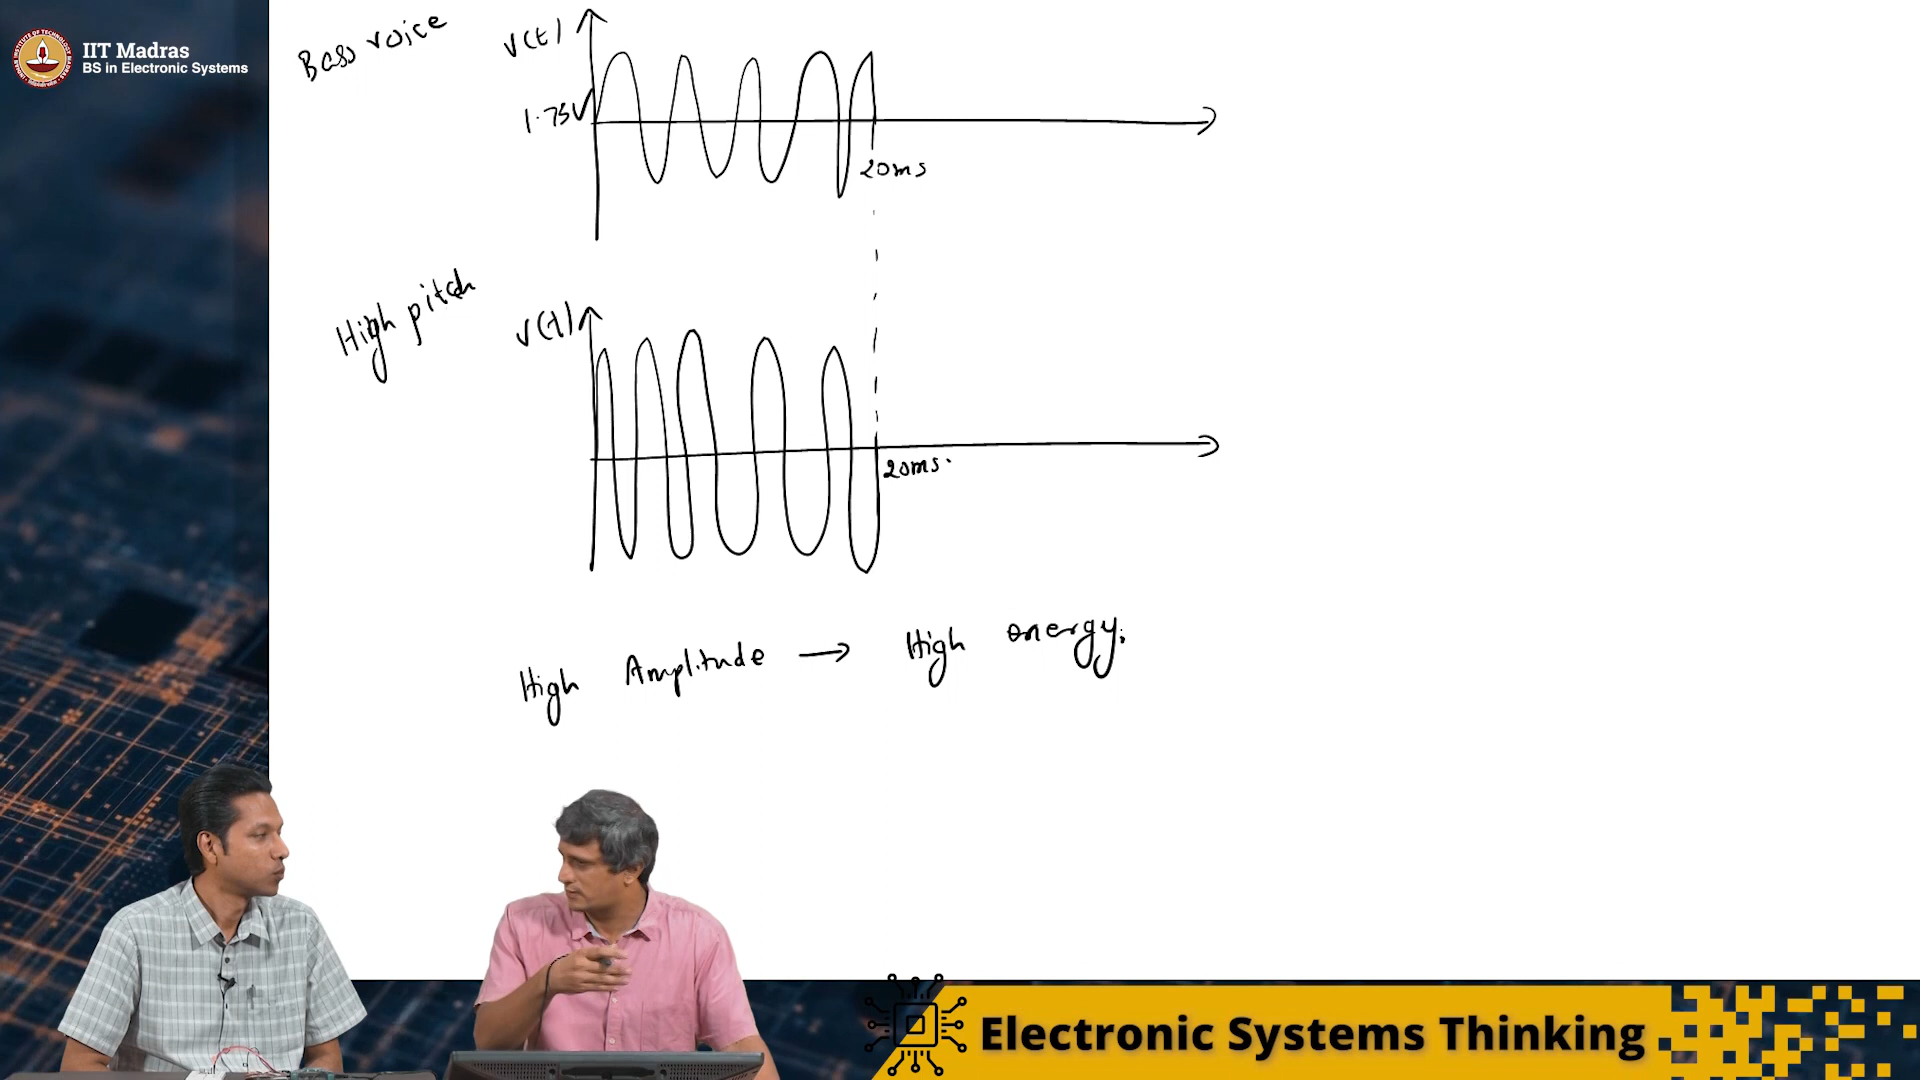 IIT Madras
BS in Electronic Systems
Bass voice
v(t)
1.75V
20ms
High pitch
v(t)
20ms.
High Amplitude → High energy;
Electronic Systems Thinking